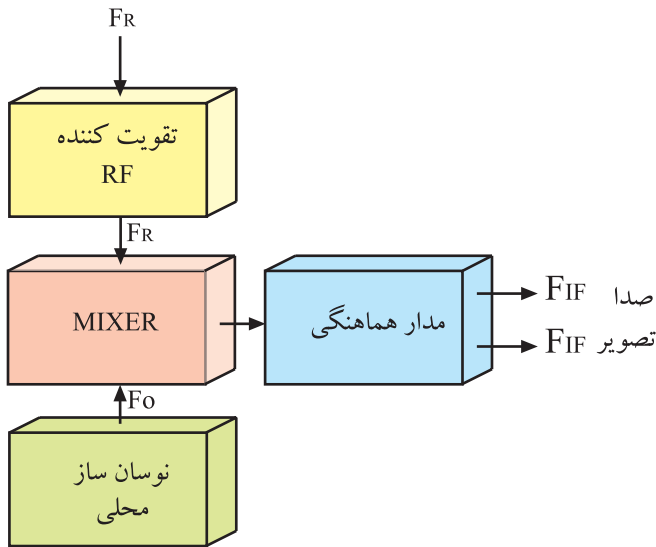 FR
تقویت کننده
RF
FR
MIXER
مدار هماهنگی
FIF صدا
FIF تصویر
Fo
نوسان ساز
محلی